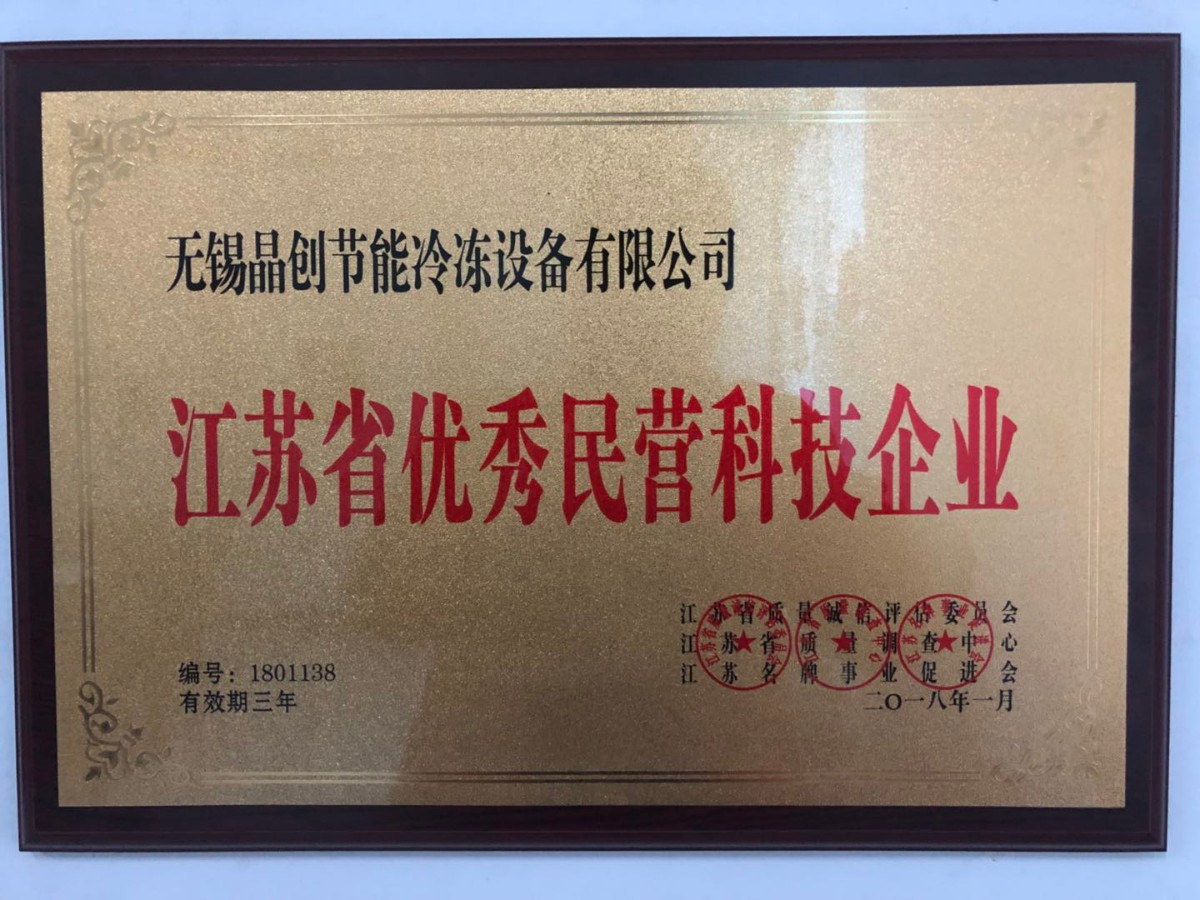 无锡晶创节能冷冻设备有限公司
江苏省优秀民营科技企业
江苏省质量诚信评估委员会
江苏省质量调查中心
江苏名牌事业促进会
二〇一八年一月
编号：1801138
有效期三年